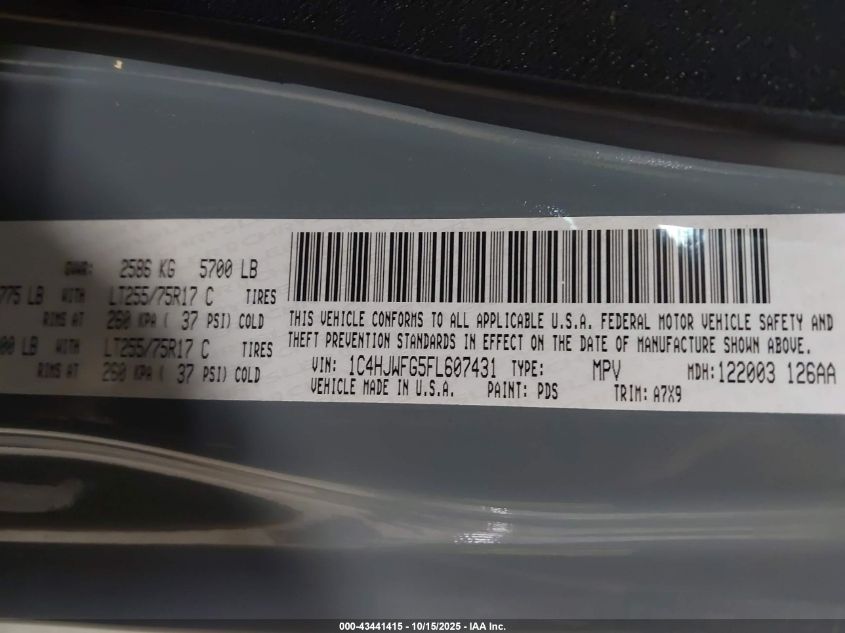 GVWR: 2586 KG 5700 LB
775 LB WITH LT255/75R17 C TIRES
RIMS AT 260 KPA ( 37 PSI) COLD
00 LB WITH LT255/75R17 C TIRES
RIMS AT 260 KPA ( 37 PSI) COLD
THIS VEHICLE CONFORMS TO ALL APPLICABLE U.S.A. FEDERAL MOTOR VEHICLE SAFETY AND
THEFT PREVENTION STANDARDS IN EFFECT ON THE DATE OF MANUFACTURE SHOWN ABOVE.
VIN: 1C4HJWFG5FL607431 TYPE: MPV MDH:122003 126AA
VEHICLE MADE IN U.S.A. PAINT: PDS TRIM: A7X9
000-43441415 - 10/15/2025 - IAA Inc.